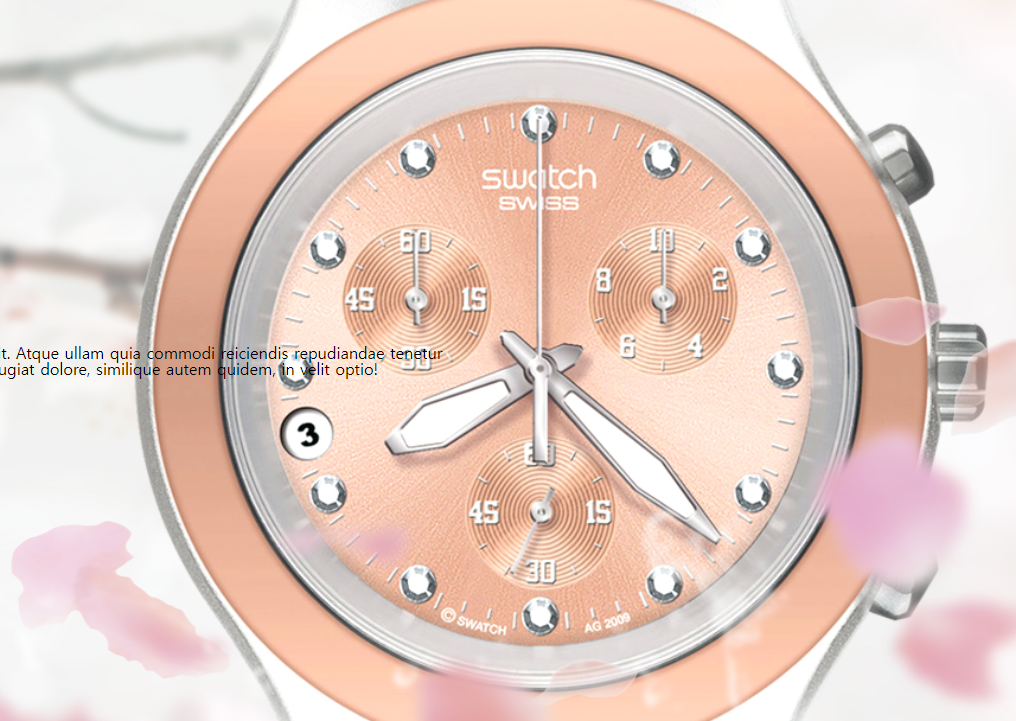 swatch
SWISS
60
45
15
30
10
8
2
6
4
t. Atque ullam quia commodi reiciendis repudiandae tenetur
ugiat dolore, similique autem quidem, in velit optio!
3
60
45
15
30
© SWATCH AG 2009